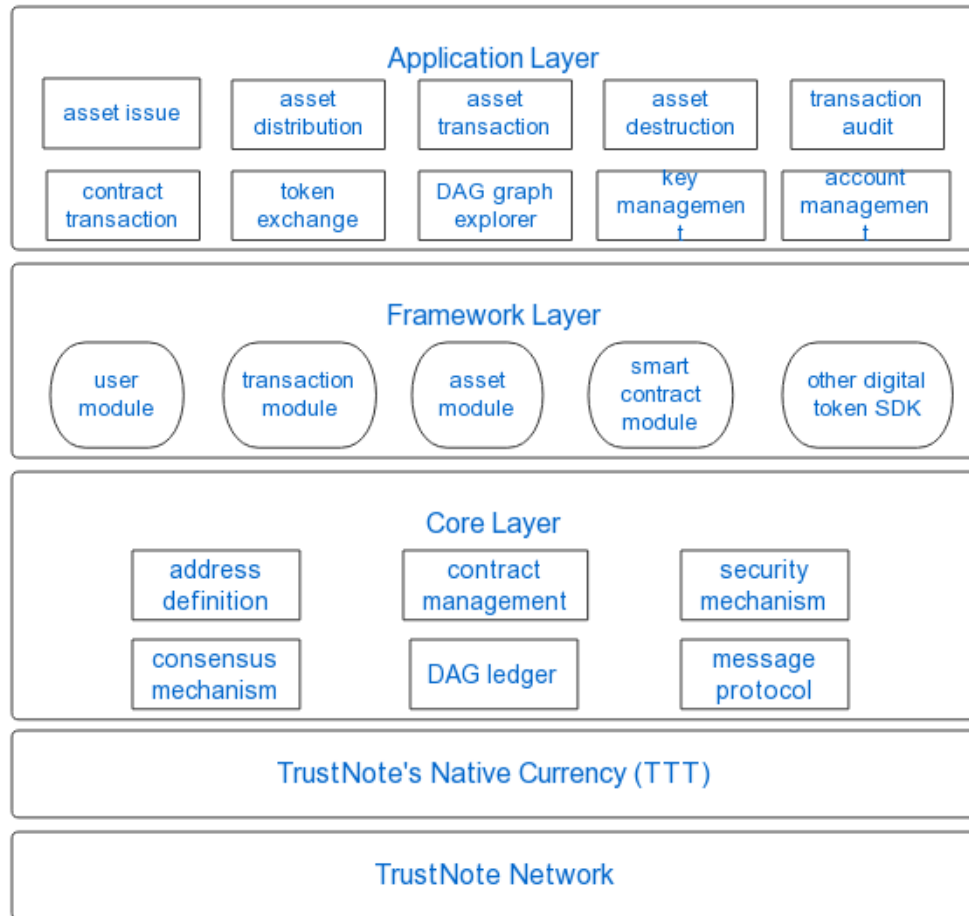 Application Layer
asset issue
asset
distribution
asset
transaction
asset
destruction
transaction
audit
contract
transaction
token
exchange
DAG graph
explorer
key
managemen
t
account
managemen
t
Framework Layer
user
module
transaction
module
asset
module
smart
contract
module
other digital
token SDK
Core Layer
address
definition
contract
management
security
mechanism
consensus
mechanism
DAG ledger
message
protocol
TrustNote's Native Currency (TTT)
TrustNote Network